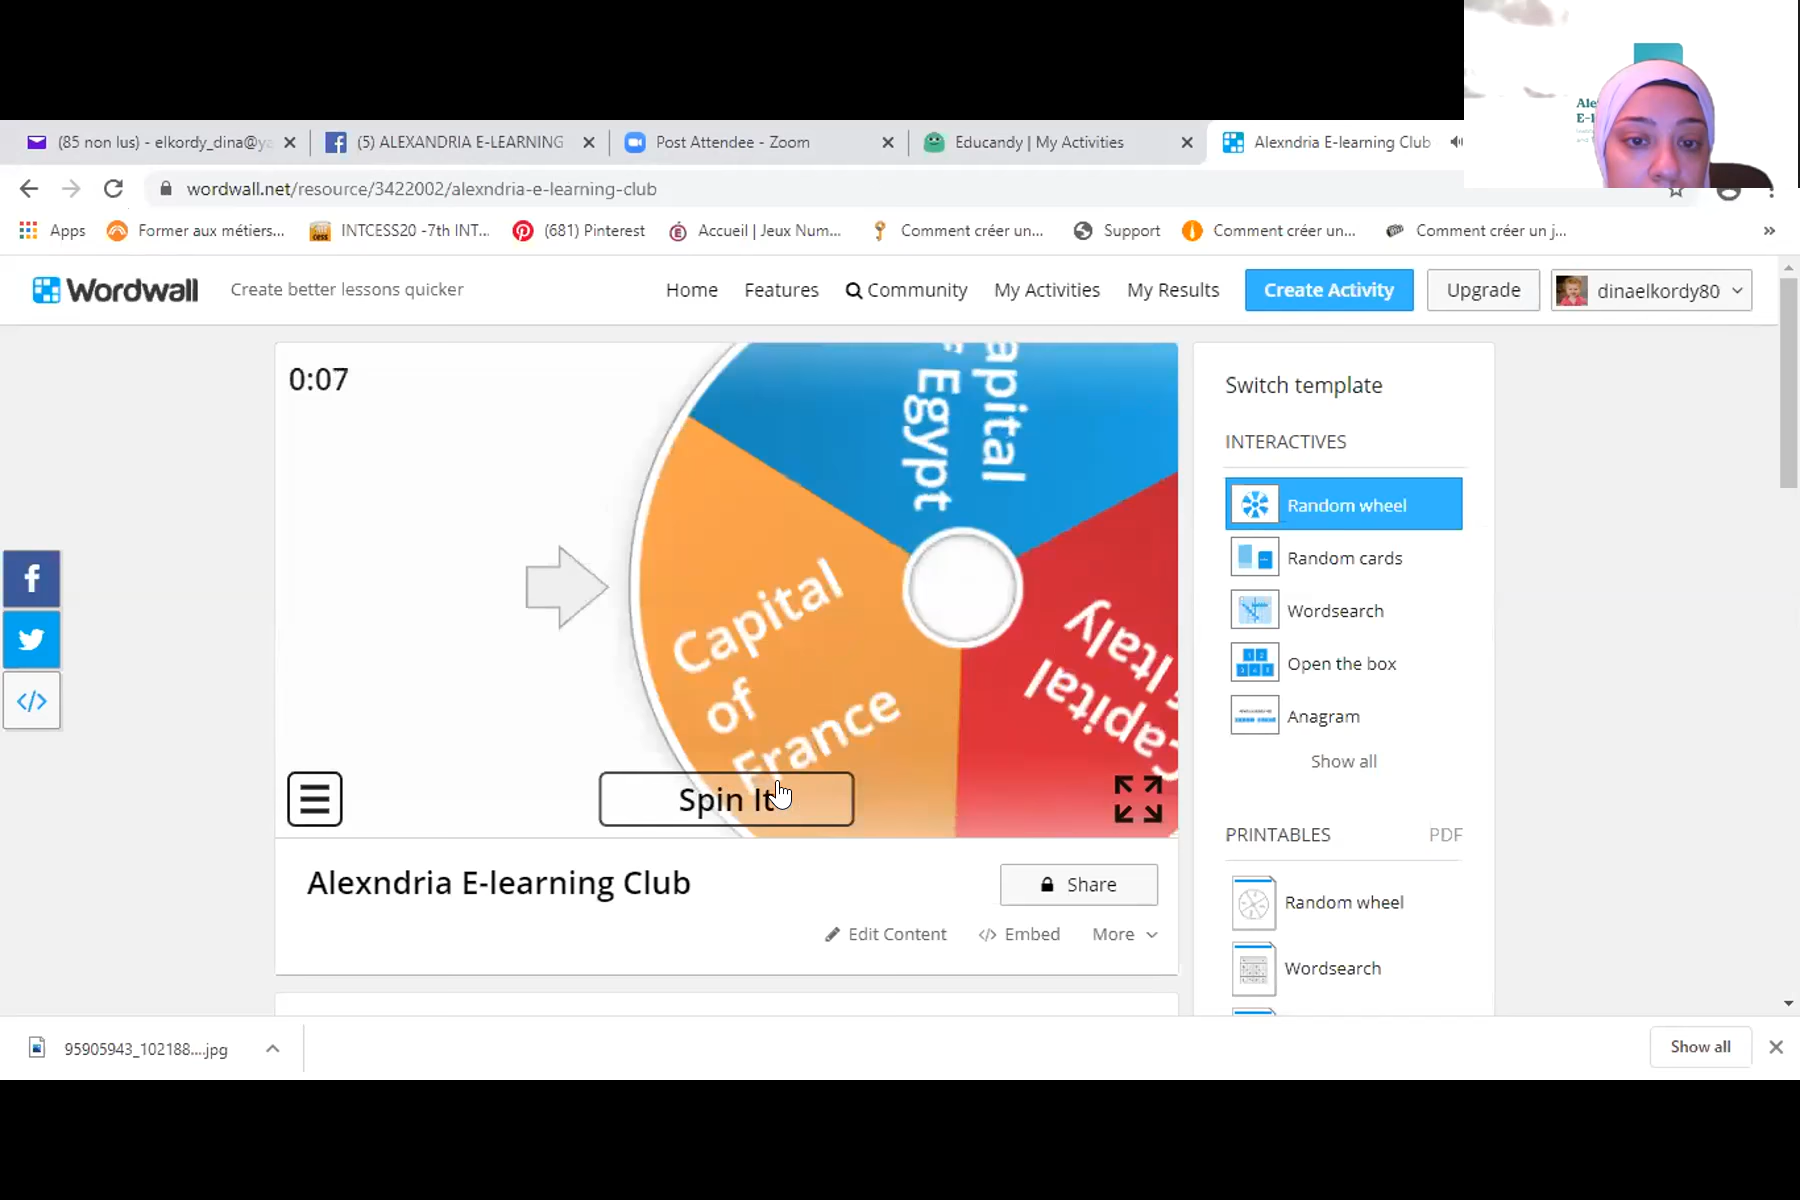 (85 non lus) - elkordy_dina@ya
(5) ALEXANDRIA E-LEARNING
Post Attendee - Zoom
Educandy | My Activities
Alexndria E-learning Club
wordwall.net/resource/3422002/alexndria-e-learning-club
Apps
Former aux métiers...
INTCESS20 -7th INT...
(681) Pinterest
Accueil | Jeux Num...
Comment créer un...
Support
Comment créer un...
Comment créer un j...
»
Wordwall
Create better lessons quicker
Home
Features
Community
My Activities
My Results
Create Activity
Upgrade
dinaelkordy80
0:07
Egypt
Capital
of
France
Italy
Spin It
Alexndria E-learning Club
Share
Edit Content
</> Embed
More
Switch template
INTERACTIVES
Random wheel
Random cards
Wordsearch
Open the box
Anagram
Show all
PRINTABLES
PDF
Random wheel
Wordsearch
95905943_102188....jpg
Show all